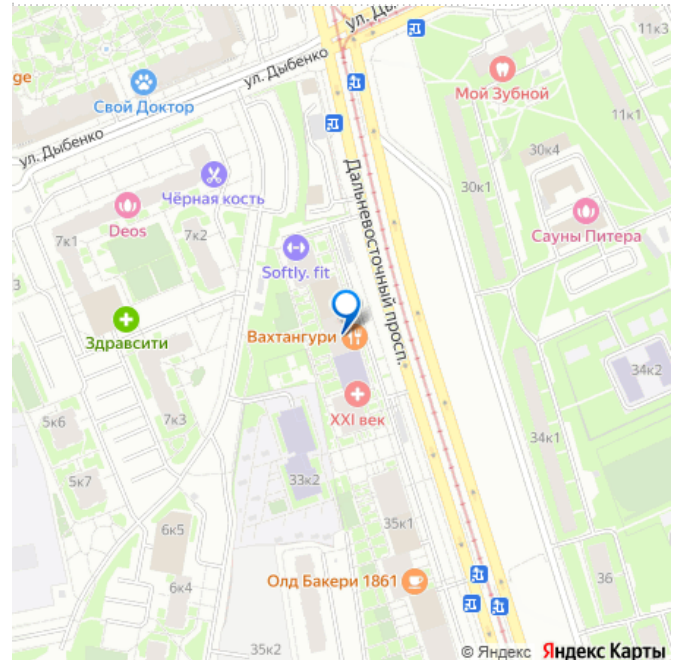 11к3
ул. Дыбенко
ул. Ды
ge
Свой Доктор
Мой Зубной
11к1
ул. Дыбенко
30к4
Чёрная кость
30к1
Deos
7к1
7к2
Сауны Питера
Дальневосточный просп.
Softly. fit
3
Вахтангури
Здравсити
34к2
XXI век
5к6
7к3
34к1
5к7
33к2
6к5
35к1
Олд Бакери 1861
36
6к4
35к2
© Яндекс Яндекс Карты